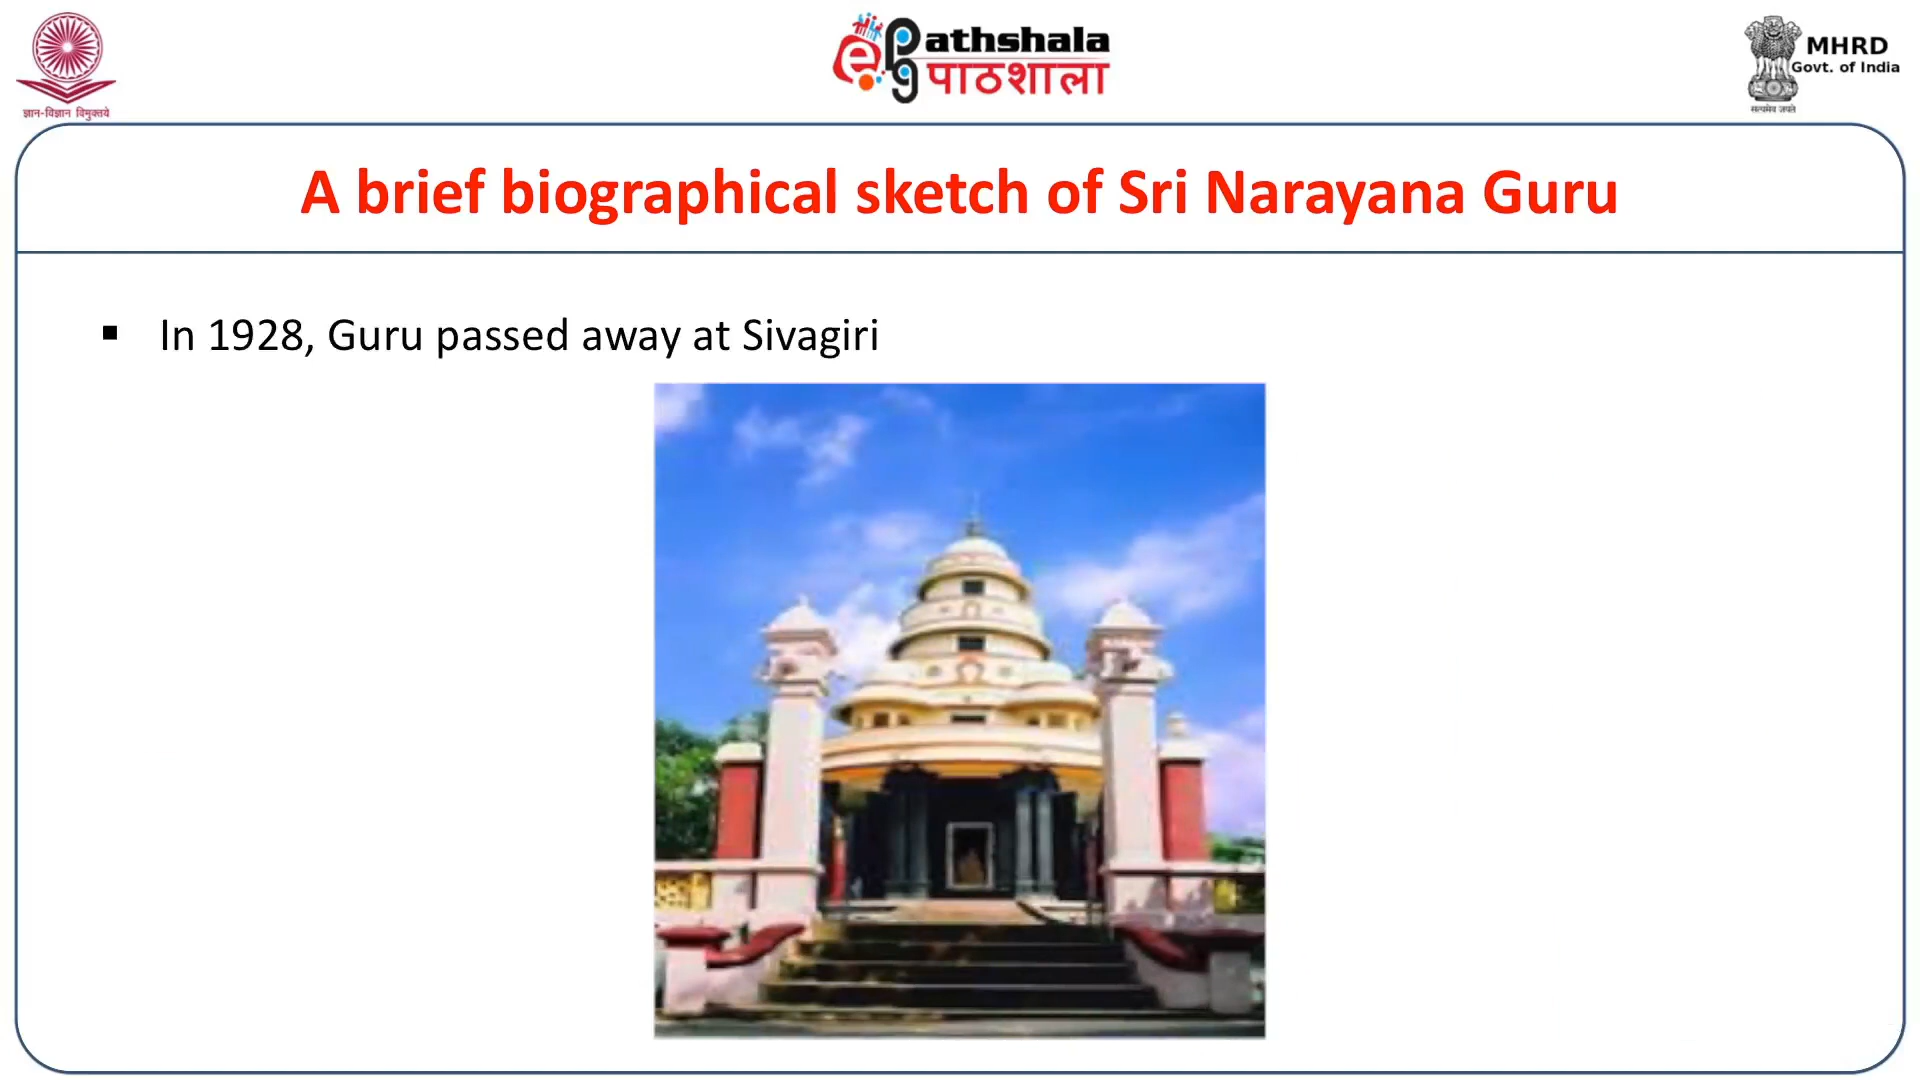 ज्ञान-विज्ञान विमुक्तये
ePG Pathshala
पाठशाला
MHRD
Govt. of India
सत्यमेव जयते
A brief biographical sketch of Sri Narayana Guru
▪ In 1928, Guru passed away at Sivagiri